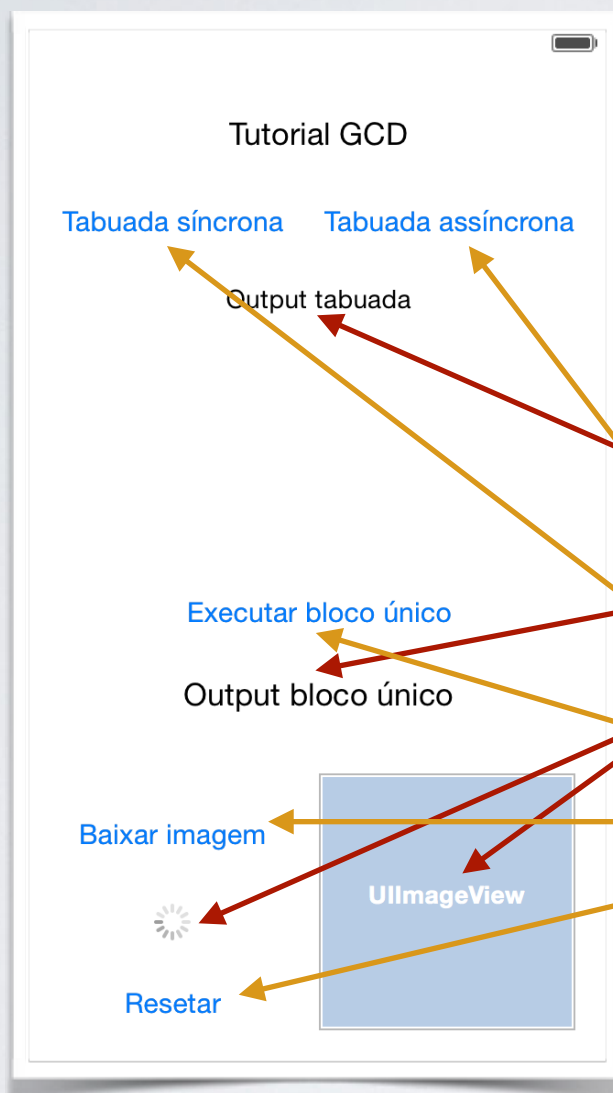 Tutorial GCD
Tabuada síncrona Tabuada assíncrona
Output tabuada
Executar bloco único
Output bloco único
Baixar imagem
UIImageView
Resetar